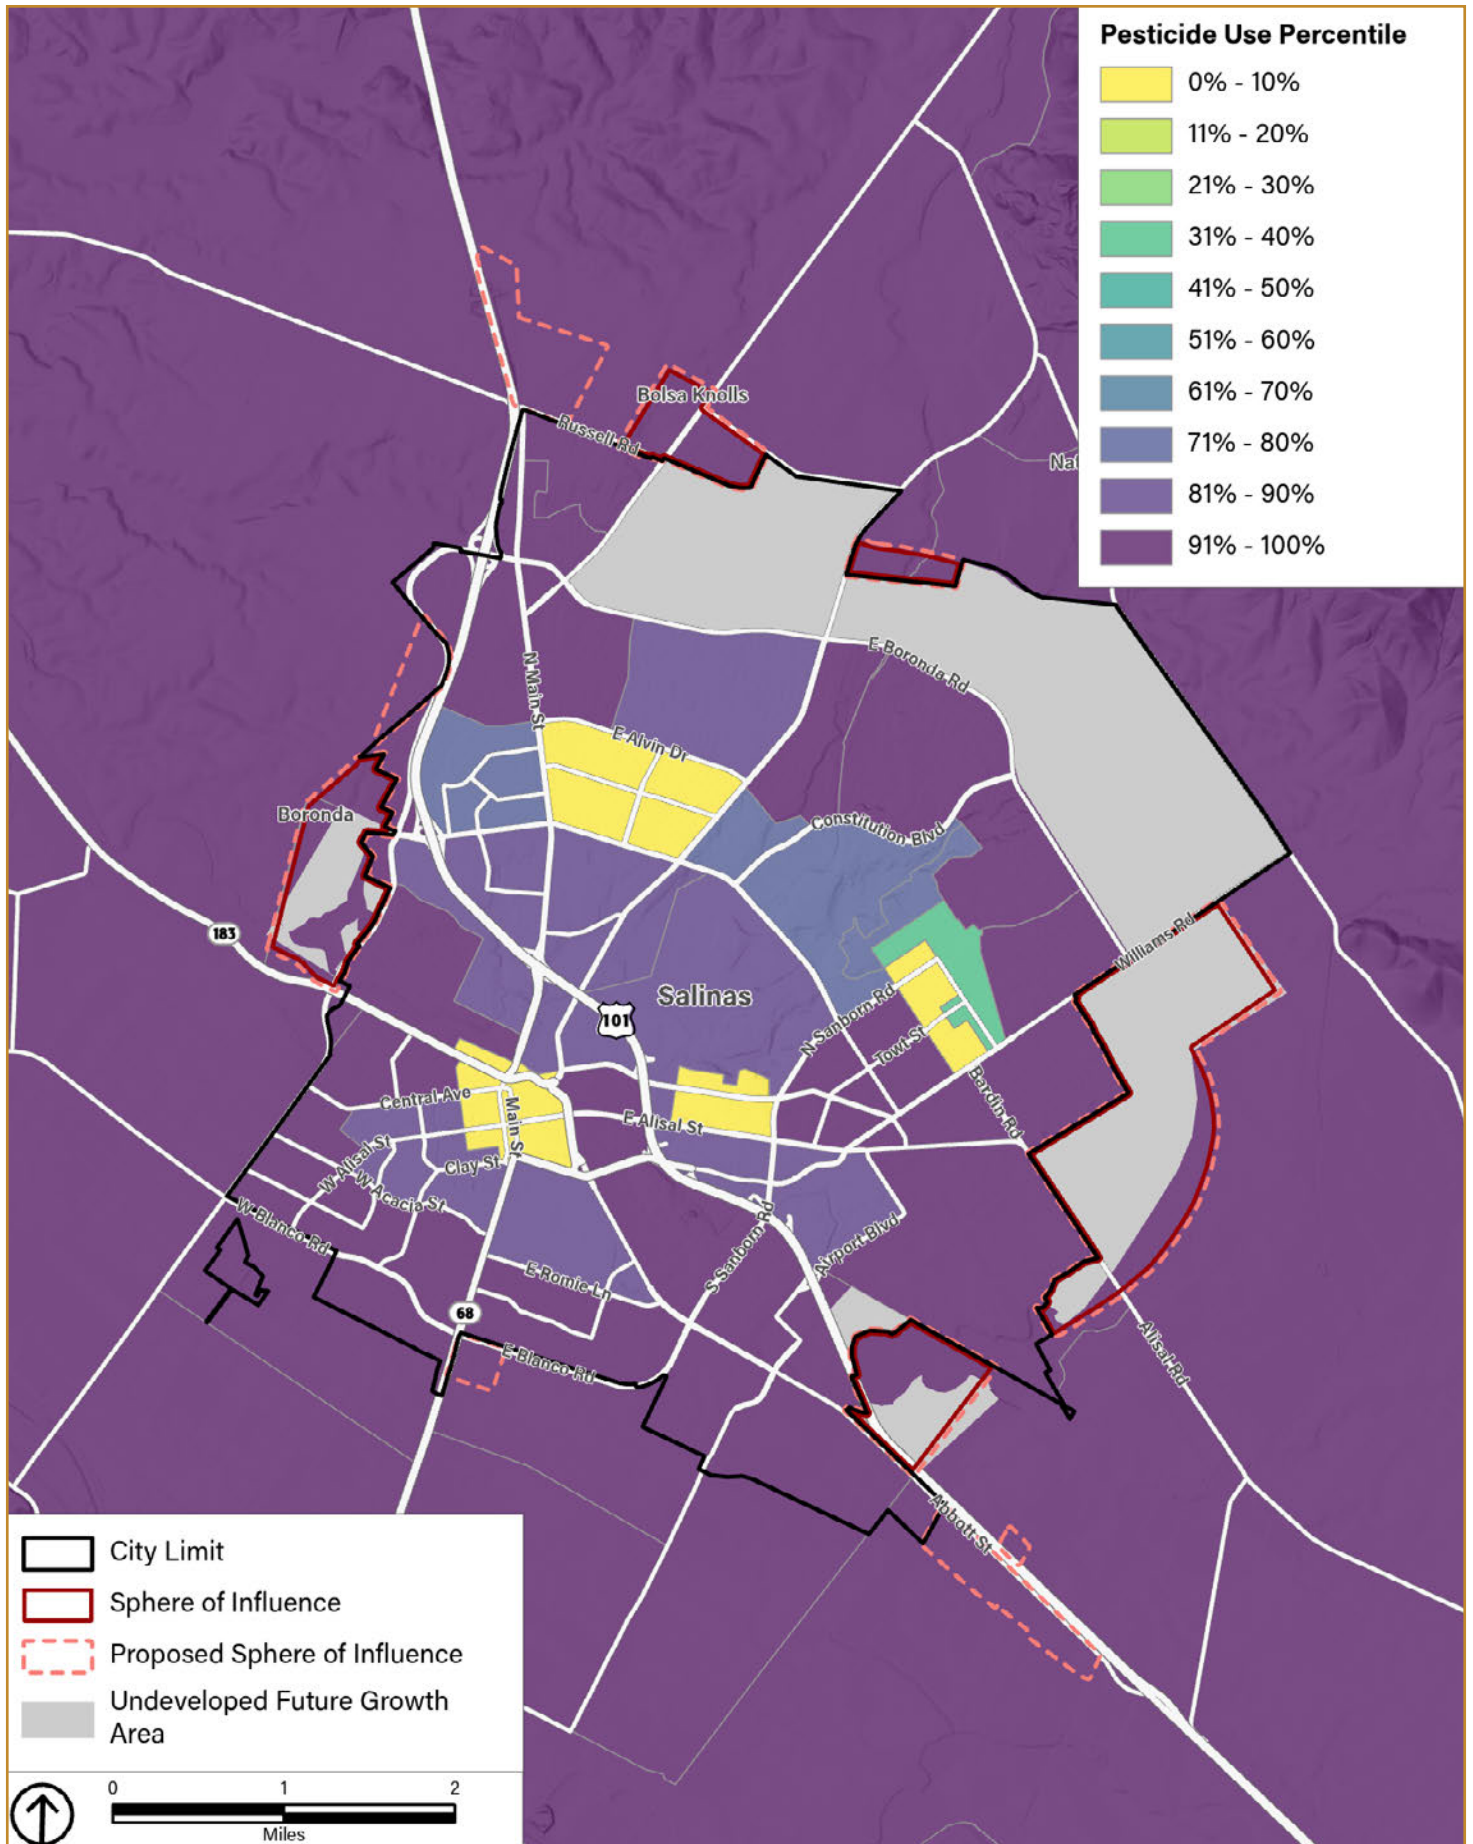 Pesticide Use Percentile
0% - 10%
11% - 20%
21% - 30%
31% - 40%
41% - 50%
51% - 60%
61% - 70%
71% - 80%
81% - 90%
91% - 100%
Bolsa Knolls
Russell Rd
Nat
E Boronda Rd
N Main St
E Alvin Dr
Boronda
Constitution Blvd
183
Williams Rd
Salinas
101
N Sanborn Rd
Towt St
Bardin Rd
Central Ave
Main St
E Alisal St
W Alisal St
Clay St
W Acacia St
W Blanco Rd
S Sanborn Rd
Airport Blvd
E Romie Ln
68
E Blanco Rd
Alisal Rd
Abbott St
City Limit
Sphere of Influence
Proposed Sphere of Influence
Undeveloped Future Growth
Area
0 1 2
Miles